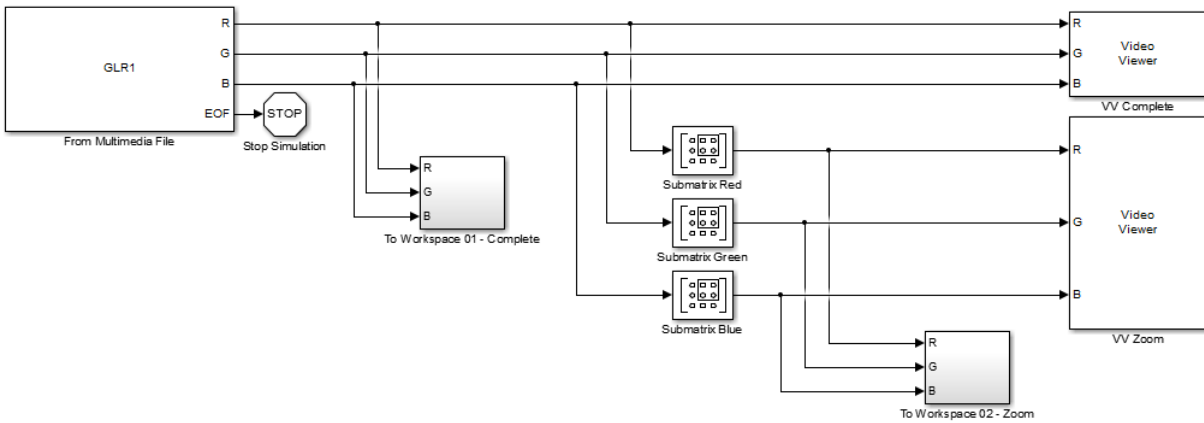 R
GLR1
G
B
EOF
From Multimedia File
STOP
Stop Simulation
R
G
B
To Workspace 01 - Complete
R
G
B
Video
Viewer
VV Complete
Submatrix Red
Submatrix Green
Submatrix Blue
R
G
B
Video
Viewer
VV Zoom
R
G
B
To Workspace 02 - Zoom